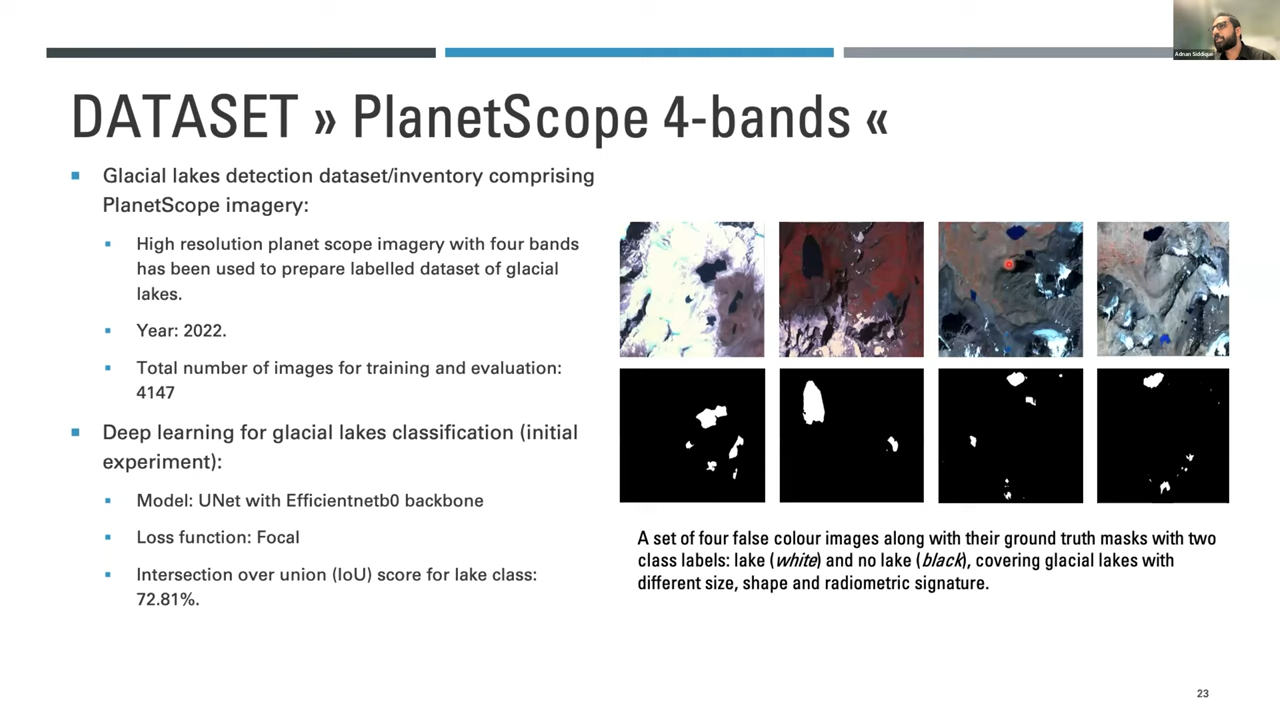 Adnan Siddique
DATASET » PlanetScope 4-bands «
▪ Glacial lakes detection dataset/inventory comprising
PlanetScope imagery:
▪ High resolution planet scope imagery with four bands
has been used to prepare labelled dataset of glacial
lakes.
▪ Year: 2022.
▪ Total number of images for training and evaluation:
4147
▪ Deep learning for glacial lakes classification (initial
experiment):
▪ Model: UNet with Efficientnetb0 backbone
▪ Loss function: Focal
▪ Intersection over union (IoU) score for lake class:
72.81%.
A set of four false colour images along with their ground truth masks with two
class labels: lake (white) and no lake (black), covering glacial lakes with
different size, shape and radiometric signature.
23